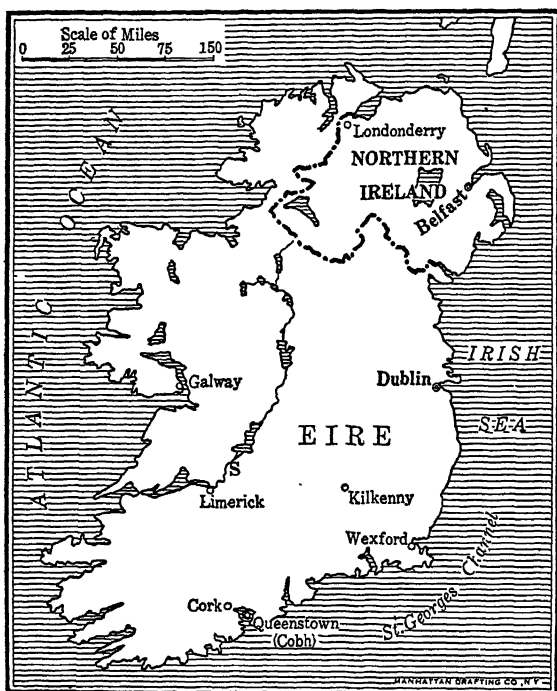 Scale of Miles
0 25 50 75 150
Londonderry
NORTHERN
IRELAND
Belfast
ATLANTIC OCEAN
IRISH
SEA
Galway
Dublin
EIRE
S
Limerick
Kilkenny
Wexford
St. Georges Channel
Cork
Queenstown
(Cobh)
MANHATTAN DRAFTING CO., N.Y.